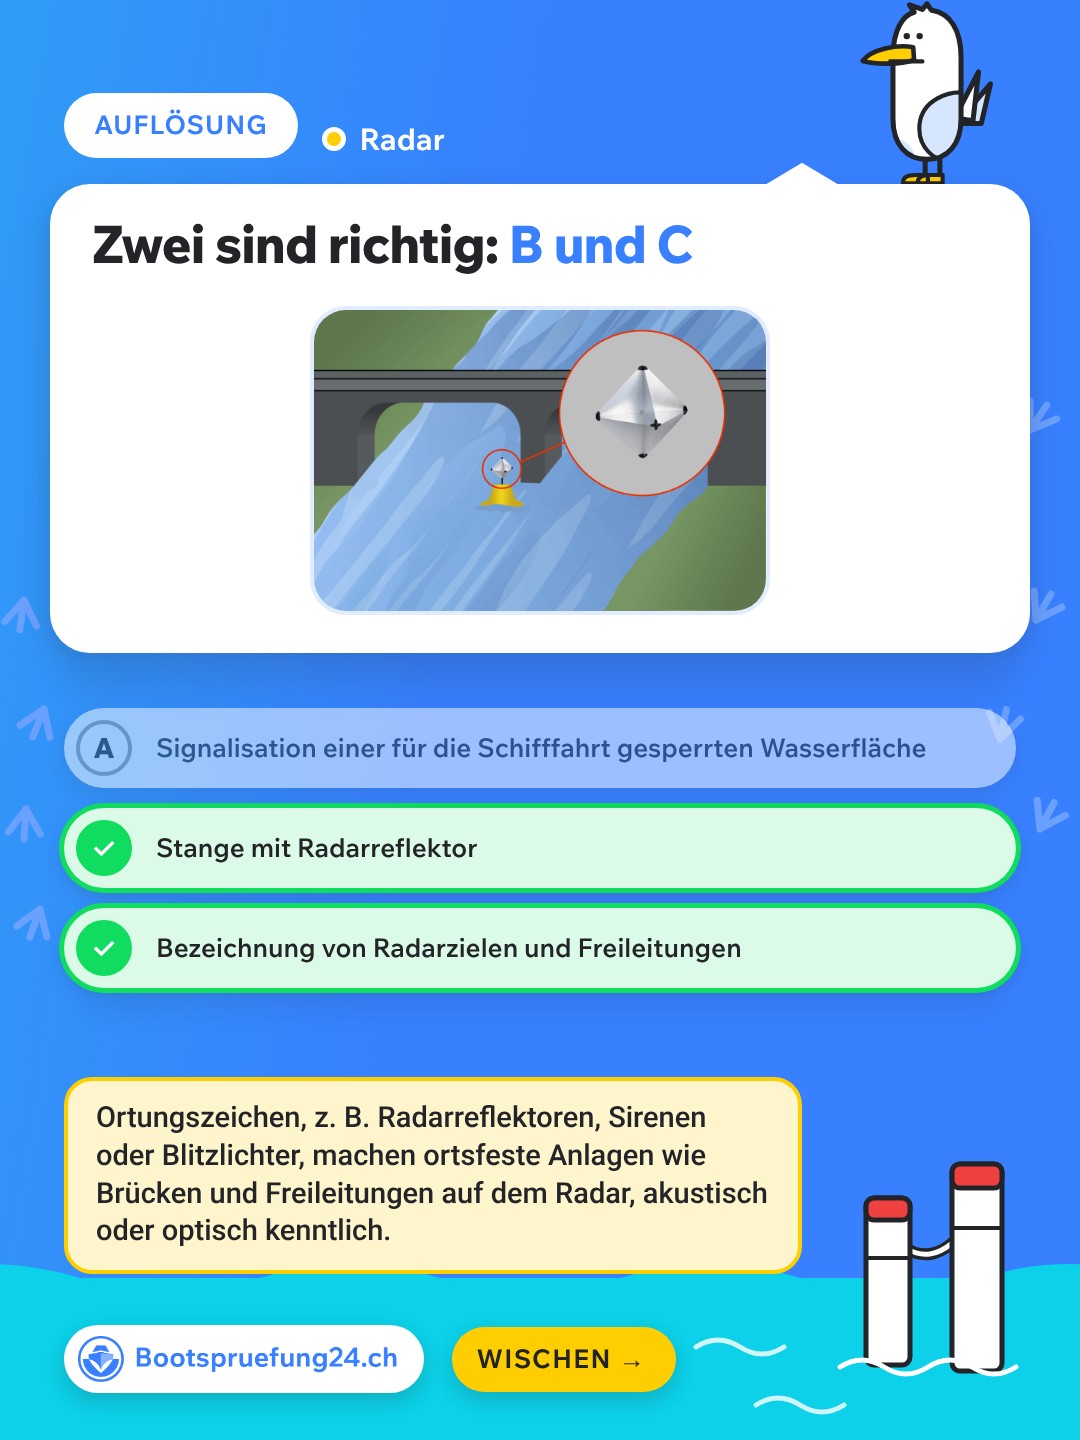 AUFLÖSUNG
Radar
Zwei sind richtig: B und C
A Signalisation einer für die Schifffahrt gesperrten Wasserfläche
Stange mit Radarreflektor
Bezeichnung von Radarzielen und Freileitungen
Ortungszeichen, z. B. Radarreflektoren, Sirenen
oder Blitzlichter, machen ortsfeste Anlagen wie
Brücken und Freileitungen auf dem Radar, akustisch
oder optisch kenntlich.
Bootspruefung24.ch
WISCHEN →